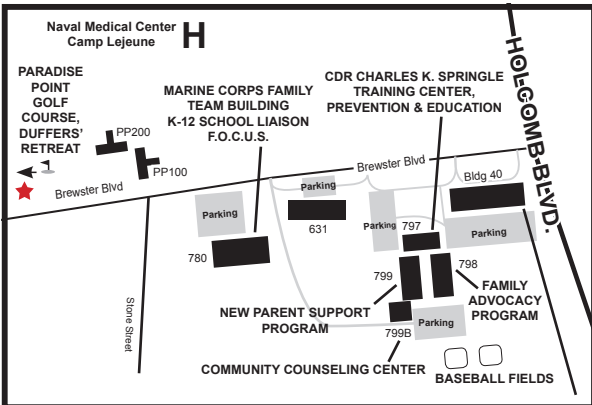 Naval Medical Center
Camp Lejeune
H
PARADISE
POINT
GOLF
COURSE,
DUFFERS'
RETREAT
PP200
PP100
MARINE CORPS FAMILY
TEAM BUILDING
K-12 SCHOOL LIAISON
F.O.C.U.S.
CDR CHARLES K. SPRINGLE
TRAINING CENTER,
PREVENTION & EDUCATION
HOLCOMB BLVD.
Brewster Blvd
Brewster Blvd
Bldg 40
Parking
Parking
631
Parking
797
Parking
780
799
798
Stone Street
NEW PARENT SUPPORT
PROGRAM
FAMILY
ADVOCACY
PROGRAM
Parking
799B
COMMUNITY COUNSELING CENTER
BASEBALL FIELDS